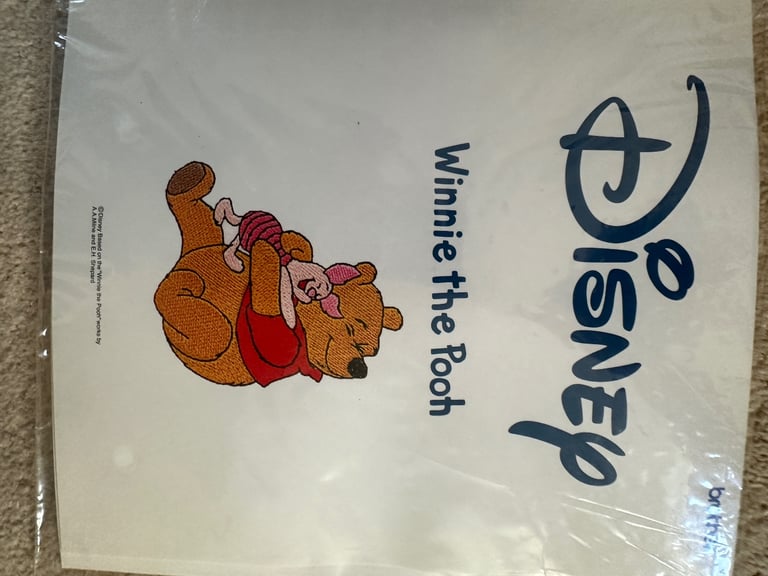 Disney
Winnie the Pooh
©Disney Based on the "Winnie the Pooh" works by
A.A.Milne and E.H. Shepard